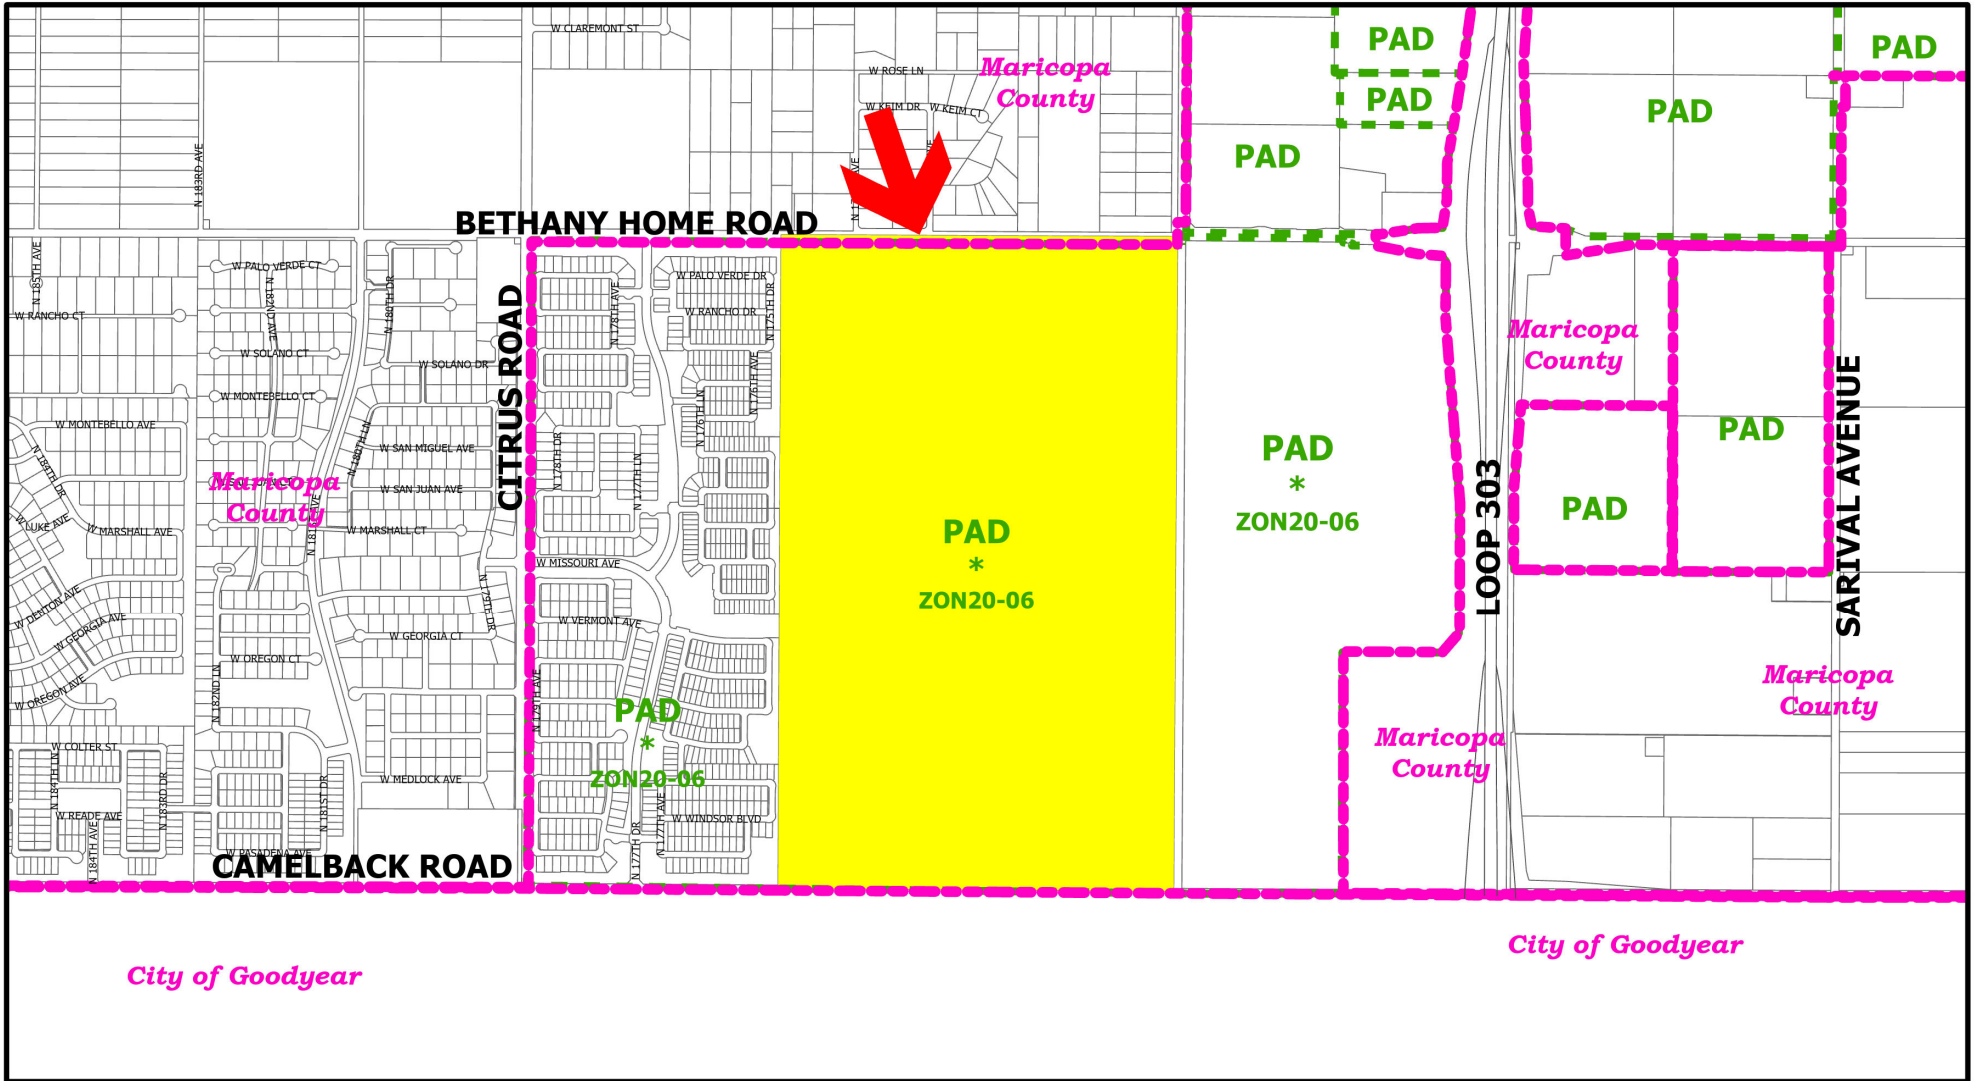 W CLAREMONT ST
PAD
PAD
W ROSE LN
Maricopa
County
PAD
W KEIM DR
W KEIM CT
PAD
PAD
N 183RD AVE
AVE
BETHANY HOME ROAD
N 185TH AVE
W PALO VERDE CT
N 182ND AVE
N 180TH DR
W RANCHO CT
W SOLANO CT
W SOLANO DR
W MONTEBELLO CT
W MONTEBELLO AVE
N 184TH DR
N 180TH LN
W SAN MIGUEL AVE
W SAN JUAN AVE
Maricopa
County
W LUKE AVE
W MARSHALL AVE
N 181ST AVE
W MARSHALL CT
CITRUS ROAD
W PALO VERDE DR
N 178TH AVE
W RANCHO DR
N 175TH DR
N 176TH AVE
N 176TH LN
N 178TH DR
N 177TH LN
W MISSOURI AVE
N 179TH DR
W DENTON AVE
W GEORGIA AVE
W GEORGIA CT
W VERMONT AVE
W OREGON CT
W OREGON AVE
N 182ND LN
N 179TH AVE
PAD
*
ZON20-06
PAD
*
ZON20-06
PAD
*
ZON20-06
LOOP 303
Maricopa
County
PAD
PAD
SARIVAL AVENUE
Maricopa
County
Maricopa
County
W COLTER ST
N 184TH LN
N 183RD DR
W MEDLOCK AVE
N 181ST DR
W READE AVE
N 184TH AVE
W PASADENA AVE
N 177TH AVE
N 177TH DR
W WINDSOR BLVD
CAMELBACK ROAD
City of Goodyear
City of Goodyear